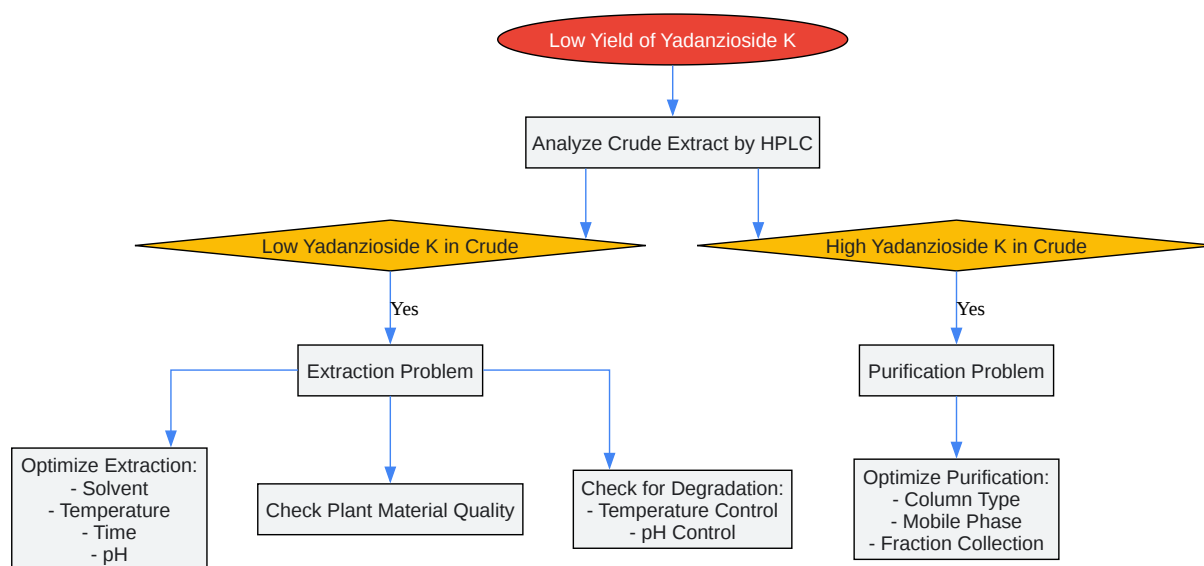 Low Yield of Yadanzioside K
Analyze Crude Extract by HPLC
Low Yadanzioside K in Crude
High Yadanzioside K in Crude
Yes
Yes
Extraction Problem
Purification Problem
Optimize Extraction:
- Solvent
- Temperature
- Time
- pH
Check Plant Material Quality
Check for Degradation:
- Temperature Control
- pH Control
Optimize Purification:
- Column Type
- Mobile Phase
- Fraction Collection